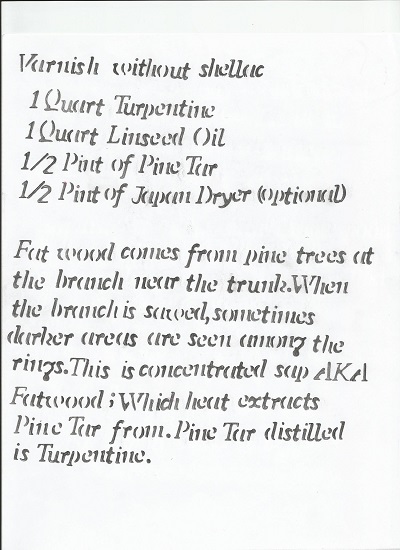 Varnish without shellac
1 Quart Turpentine
1 Quart Linseed Oil
1/2 Pint of Pine Tar
1/2 Pint of Japan Dryer (optional)
Fat wood comes from pine trees at
the branch near the trunk. When
the branch is sawed, sometimes
darker areas are seen among the
rings. This is concentrated sap AKA
Fatwood ; Which heat extracts
Pine Tar from. Pine Tar distilled
is Turpentine.